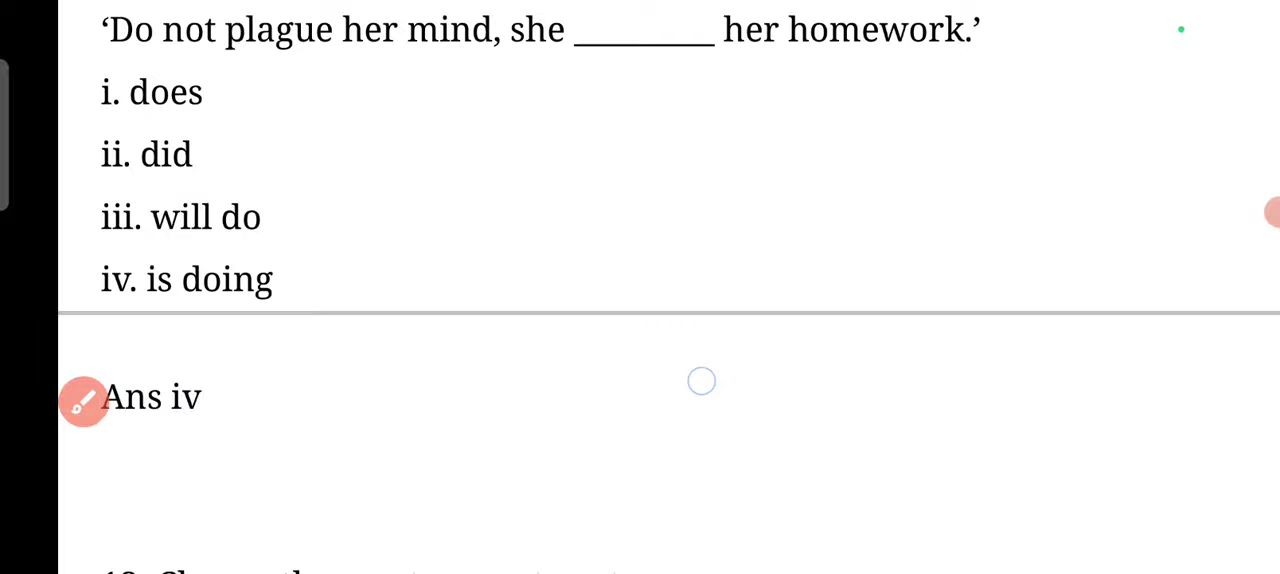 ‘Do not plague her mind, she ________ her homework.’
i. does
ii. did
iii. will do
iv. is doing
Ans iv